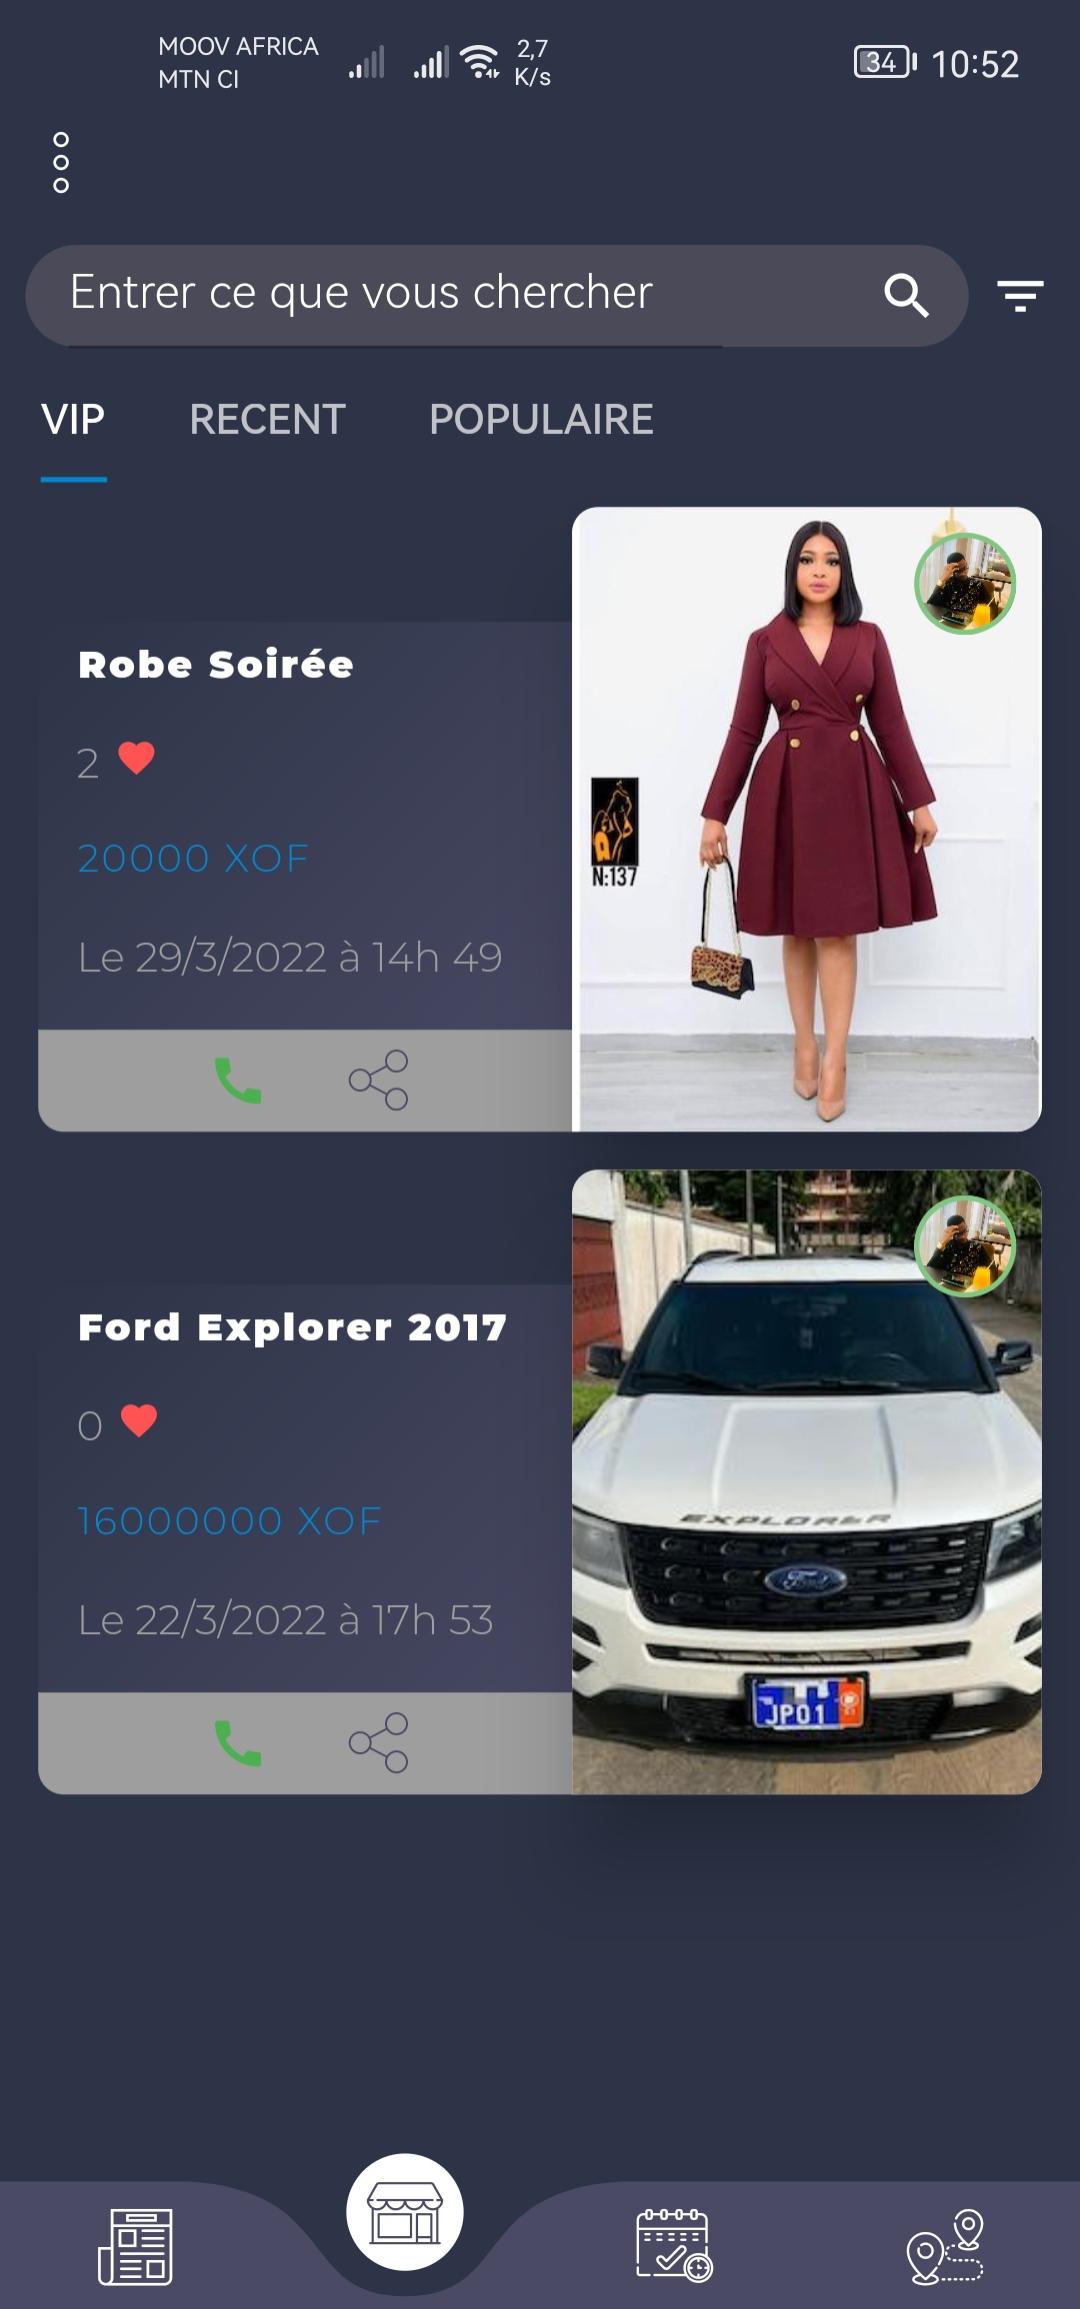 MOOV AFRICA
MTN CI
2,7
K/s
34
10:52
Entrer ce que vous chercher
VIP RECENT POPULAIRE
Robe Soirée
2
20000 XOF
Le 29/3/2022 à 14h 49
N:137
Ford Explorer 2017
0
16000000 XOF
Le 22/3/2022 à 17h 53
EXPLORER
Ford
JP01